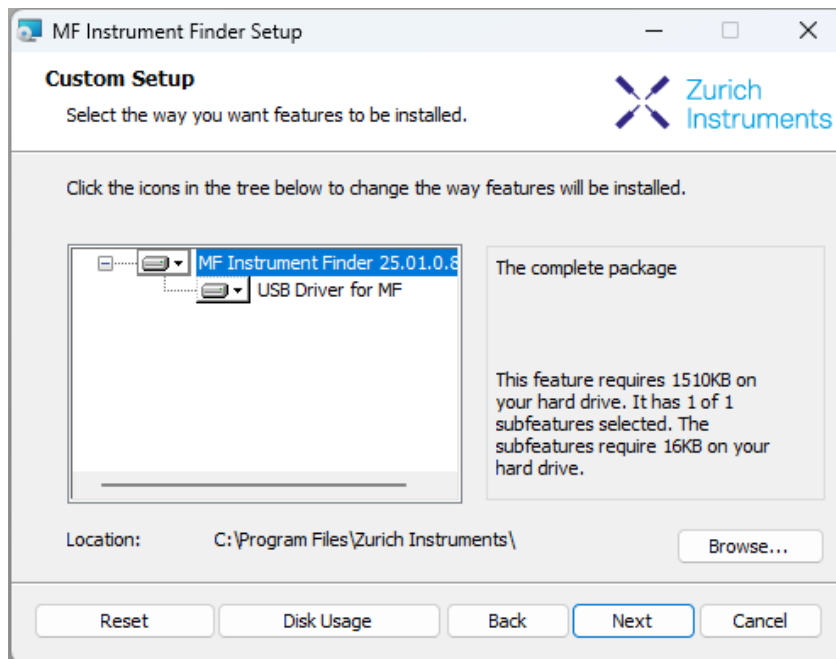 MF Instrument Finder Setup
Custom Setup
Select the way you want features to be installed.
Zurich
Instruments
Click the icons in the tree below to change the way features will be installed.
MF Instrument Finder 25.01.0.8
USB Driver for MF
The complete package
This feature requires 1510KB on
your hard drive. It has 1 of 1
subfeatures selected. The
subfeatures require 16KB on your
hard drive.
Location:
C:\Program Files\Zurich Instruments\
Browse...
Reset
Disk Usage
Back
Next
Cancel